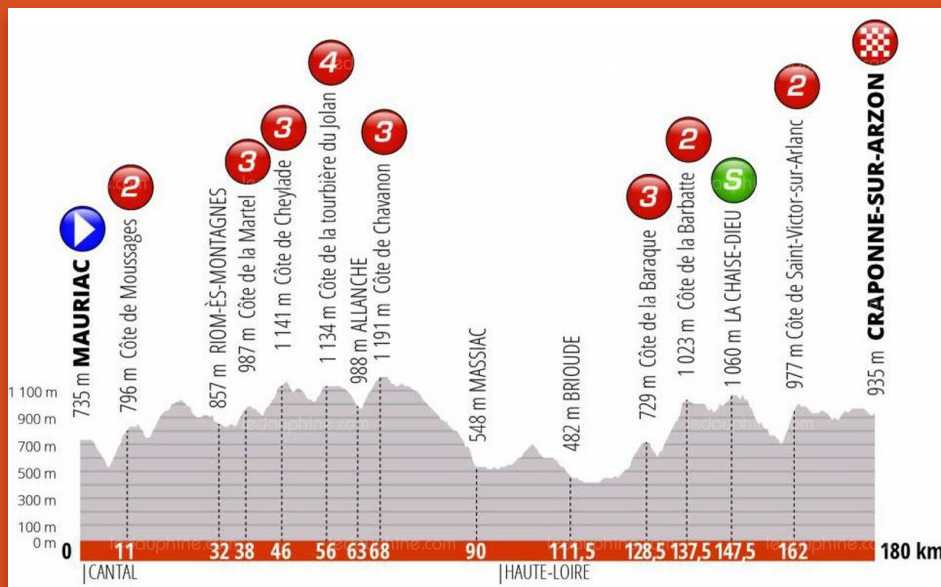 735 m MAURIAC
2
796 m Côte de Moussages
857 m RIOM-ÈS-MONTAGNES
3
987 m Côte de la Martel
3
1 141 m Côte de Cheylade
4
1 134 m Côte de la tourbière du Jolan
988 m ALLANCHE
3
1 191 m Côte de Chavanon
548 m MASSIAC
482 m BRIOUDE
3
729 m Côte de la Baraque
2
1 023 m Côte de la Barbatte
S
1 060 m LA CHAISE-DIEU
2
977 m Côte de Saint-Victor-sur-Arlanc
935 m CRAPONNE-SUR-ARZON
1 100 m
900 m
700 m
500 m
300 m
100 m
0 m
0 11 32 38 46 56 63 68 90 111,5 128,5 137,5 147,5 162 180 km
|CANTAL |HAUTE-LOIRE
ledauphine.com